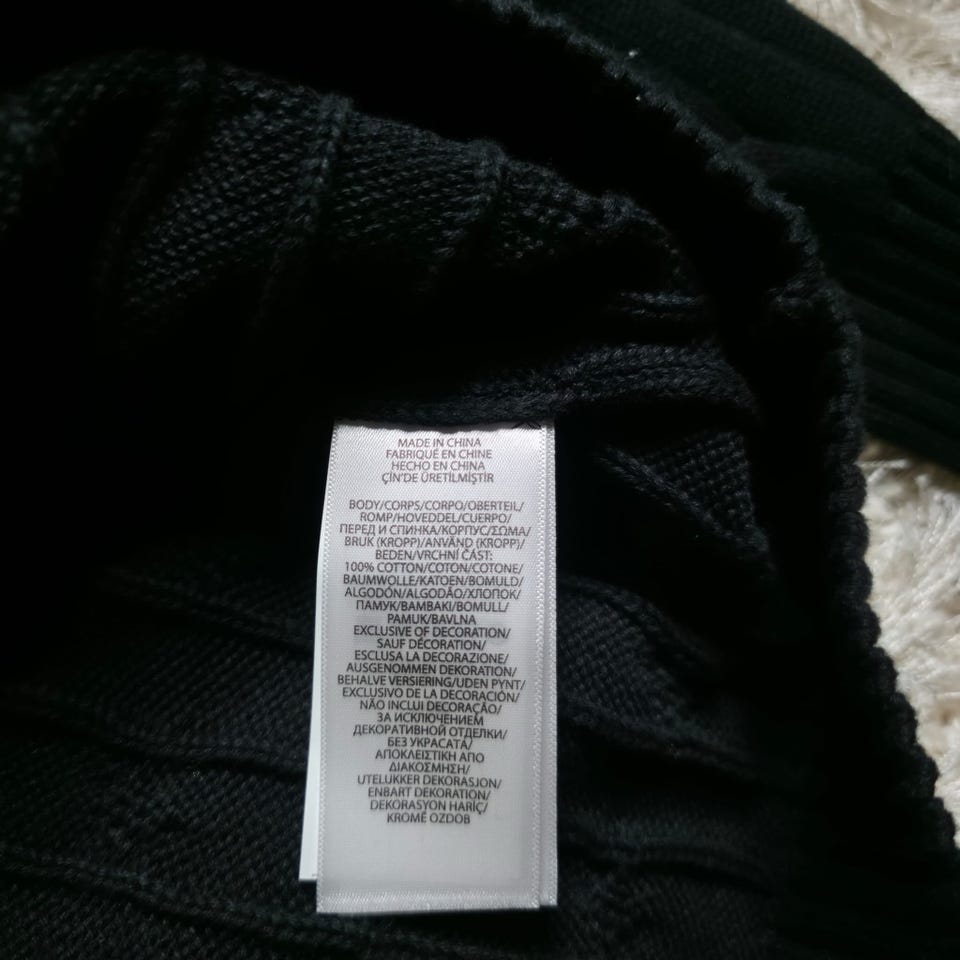 MADE IN CHINA
FABRIQUÉ EN CHINE
HECHO EN CHINA
ÇİN'DE ÜRETİLMİŞTİR
BODY/CORPS/CORPO/OBERTEIL/
ROMP/HOVEDDEL/CUERPO/
ПЕРЕД И СПИНКА/КОРПУС/ΣΩΜΑ/
BRUK (KROPP)/ANVÄND (KROPP)/
BEDEN/VRCHNÍ ČÁST:
100% COTTON/COTON/COTONE/
BAUMWOLLE/KATOEN/BOMULD/
ALGODÓN/ALGODÃO/ХЛОПОК/
ПАМУК/ΒΑΜΒΑΚΙ/BOMULL/
PAMUK/BAVLNA
EXCLUSIVE OF DECORATION/
SAUF DÉCORATION/
ESCLUSA LA DECORAZIONE/
AUSGENOMMEN DEKORATION/
BEHALVE VERSIERING/UDEN PYNT/
EXCLUSIVO DE LA DECORACIÓN/
NÃO INCLUI DECORAÇÃO/
ЗА ИСКЛЮЧЕНИЕМ
ДЕКОРАТИВНОЙ ОТДЕЛКИ/
БЕЗ УКРАСАТА/
ΑΠΟΚΛΕΙΣΤΙΚΗ ΑΠΟ
ΔΙΑΚΟΣΜΗΣΗ/
UTELUKKER DEKORASJON/
ENBART DEKORATION/
DEKORASYON HARİÇ/
KROMĚ OZDOB